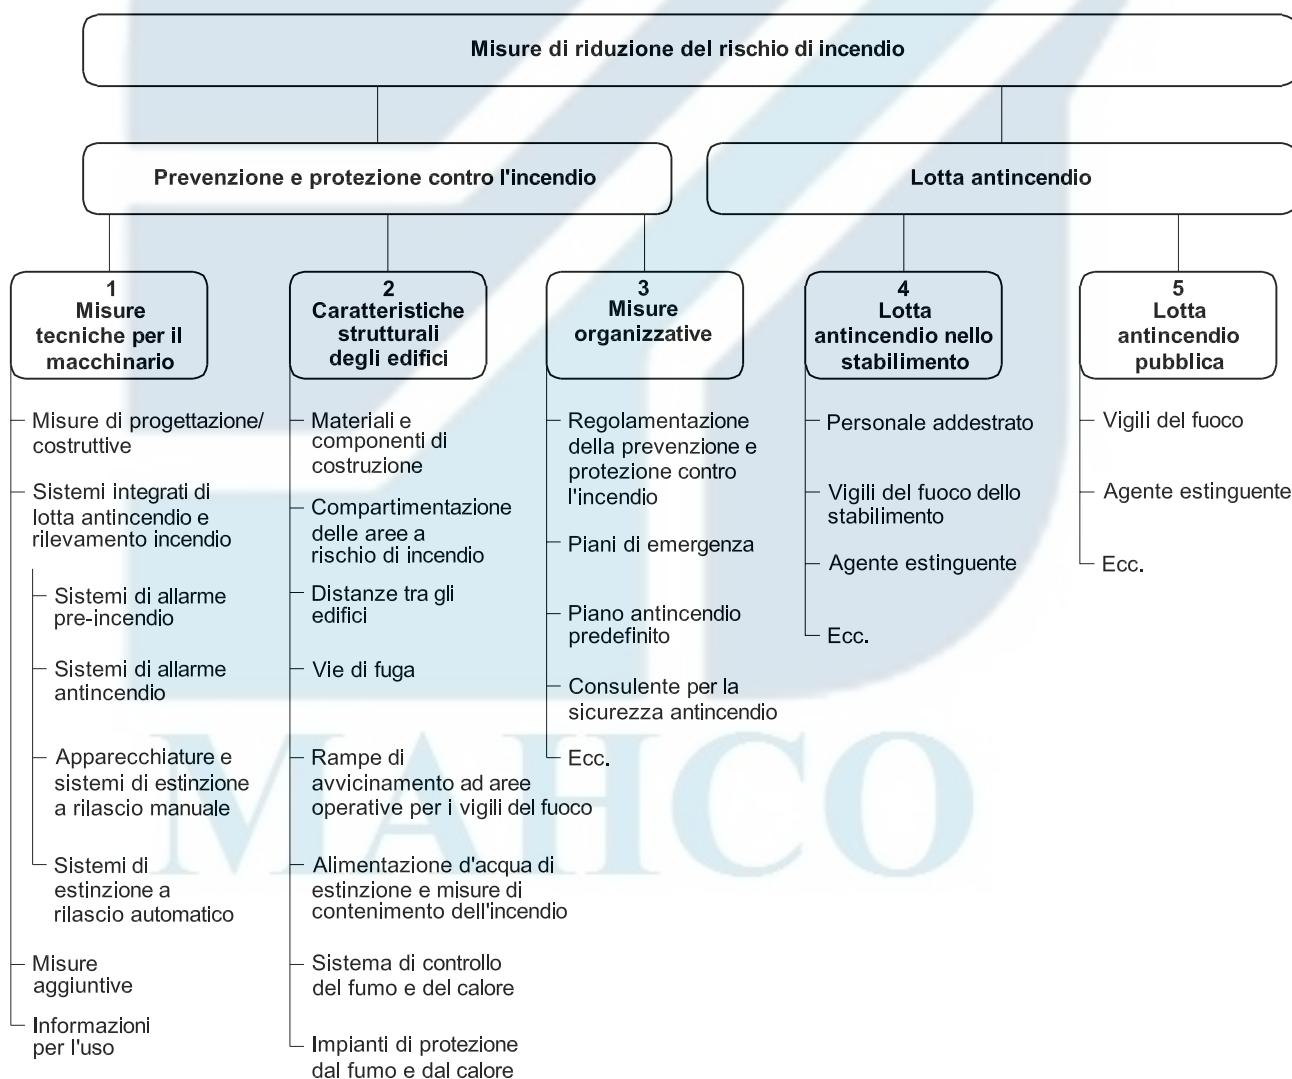 Misure di riduzione del rischio di incendio
Prevenzione e protezione contro l'incendio
Lotta antincendio
1
Misure
tecniche per il
macchinario
2
Caratteristiche
strutturali
degli edifici
3
Misure
organizzative
4
Lotta
antincendio nello
stabilimento
5
Lotta
antincendio
pubblica
Misure di progettazione/
costruttive
Sistemi integrati di
lotta antincendio e
rilevamento incendio
Sistemi di allarme
pre-incendio
Sistemi di allarme
antincendio
Apparecchiature e
sistemi di estinzione
a rilascio manuale
Sistemi di
estinzione a
rilascio automatico
Misure
aggiuntive
Informazioni
per l'uso
Materiali e
componenti di
costruzione
Compartimentazione
delle aree a
rischio di incendio
Distanze tra gli
edifici
Vie di fuga
Rampe di
avvicinamento ad aree
operative per i vigili del fuoco
Alimentazione d'acqua di
estinzione e misure di
contenimento dell'incendio
Sistema di controllo
del fumo e del calore
Impianti di protezione
dal fumo e dal calore
Regolamentazione
della prevenzione e
protezione contro
l'incendio
Piani di emergenza
Piano antincendio
predefinito
Consulente per la
sicurezza antincendio
Ecc.
Personale addestrato
Vigili del fuoco dello
stabilimento
Agente estinguente
Ecc.
Vigili del fuoco
Agente estinguente
Ecc.
MAHCO